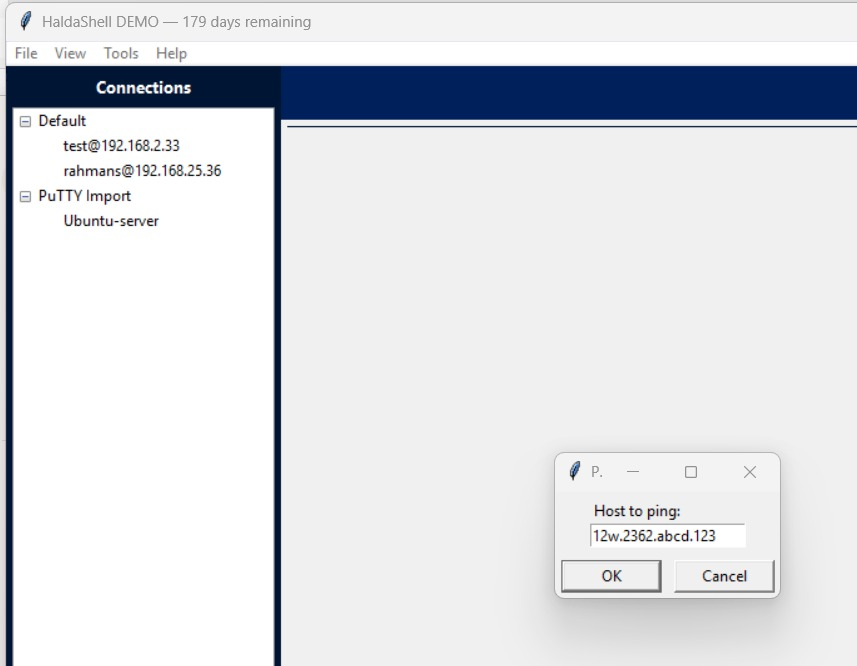 HaldaShell DEMO — 179 days remaining
File View Tools Help
Connections
Default
test@192.168.2.33
rahmans@192.168.25.36
PuTTY Import
Ubuntu-server
P.
Host to ping:
12w.2362.abcd.123
OK Cancel